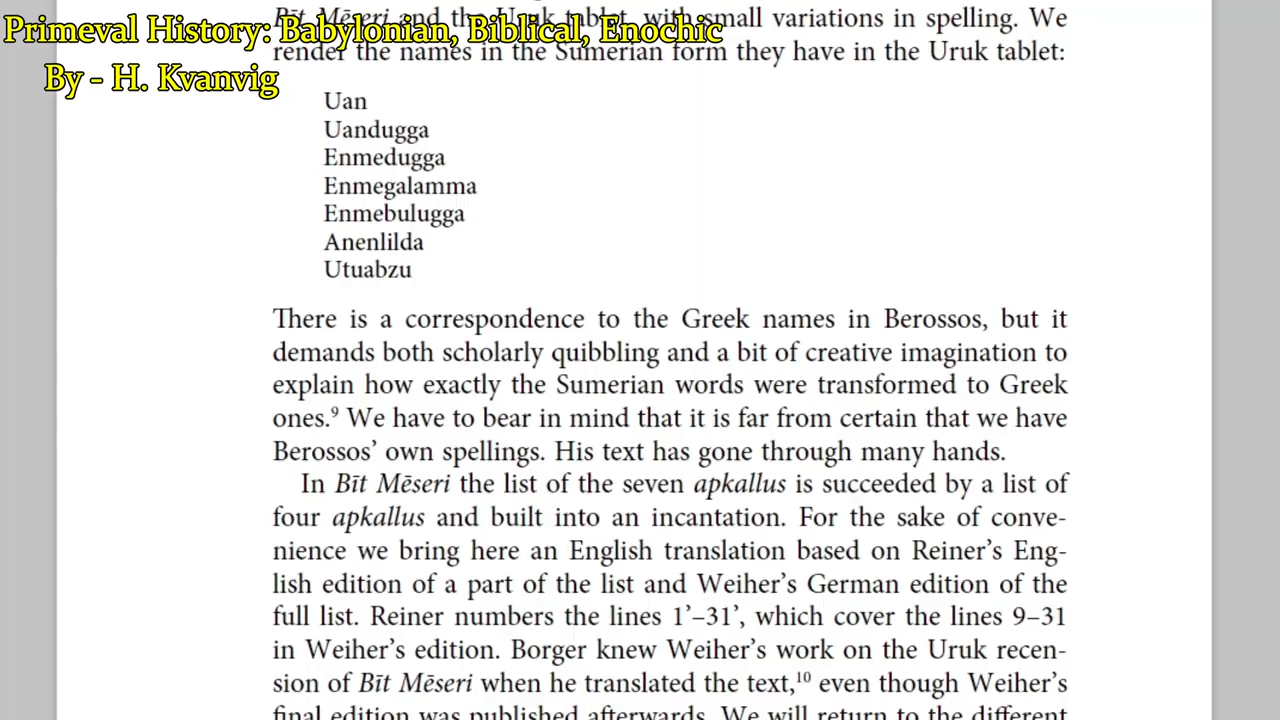 Bīt Mēseri and the Uruk tablet, with small variations in spelling. We
Primeval History: Babylonian, Biblical, Enochic
render the names in the Sumerian form they have in the Uruk tablet:
By - H. Kvanvig
Uan
Uandugga
Enmedugga
Enmegalamma
Enmebulugga
Anenlilda
Utuabzu
There is a correspondence to the Greek names in Berossos, but it
demands both scholarly quibbling and a bit of creative imagination to
explain how exactly the Sumerian words were transformed to Greek
ones.⁹ We have to bear in mind that it is far from certain that we have
Berossos’ own spellings. His text has gone through many hands.
In Bīt Mēseri the list of the seven apkallus is succeeded by a list of
four apkallus and built into an incantation. For the sake of conve-
nience we bring here an English translation based on Reiner’s Eng-
lish edition of a part of the list and Weiher’s German edition of the
full list. Reiner numbers the lines 1’–31’, which cover the lines 9–31
in Weiher’s edition. Borger knew Weiher’s work on the Uruk recen-
sion of Bīt Mēseri when he translated the text,¹⁰ even though Weiher’s
final edition was published afterwards. We will return to the different